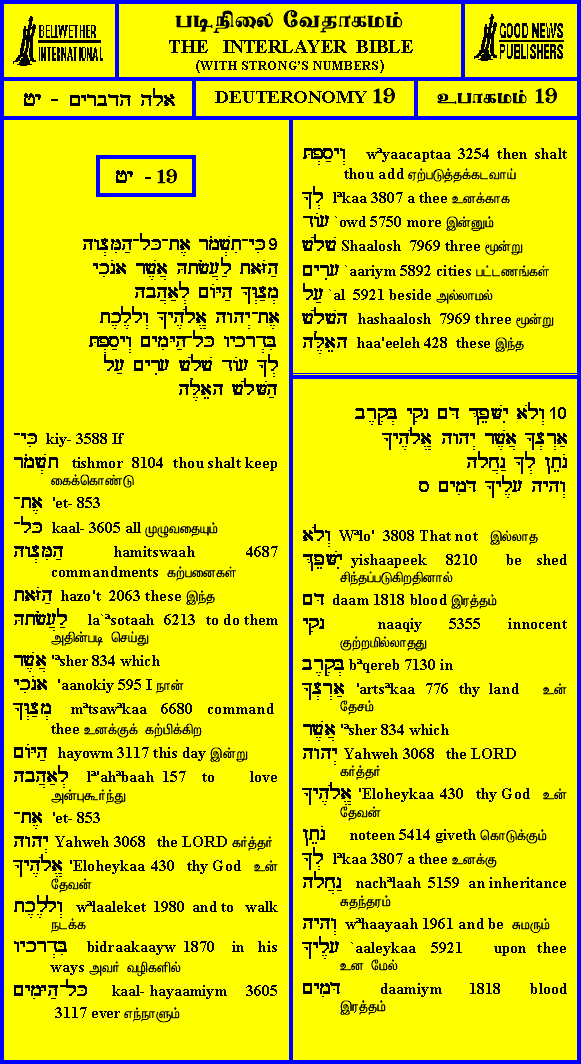 BELLWETHER
INTERNATIONAL
படிநிலை வேதாகமம்
THE INTERLAYER BIBLE
(WITH STRONG'S NUMBERS)
GOOD NEWS
PUBLISHERS
אלה הדברים - יט
DEUTERONOMY 19
உபாகமம் 19
יט - 19
9 כִּי־תִשְׁמֹר אֶת־כָּל־הַמִּצְוָה
הַזֹּאת לַעֲשֹׂתָהּ אֲשֶׁר אָנֹכִי
מְצַוְּךָ הַיּוֹם לְאַהֲבָה
אֶת־יְהוָה אֱלֹהֶיךָ וְלָלֶכֶת
בִּדְרָכָיו כָּל־הַיָּמִים וְיָסַפְתָּ
לְךָ עוֹד שָׁלֹשׁ עָרִים עַל
הַשָּׁלֹשׁ הָאֵלֶּה
כִּי־ kiy- 3588 If
תִשְׁמֹר tishmor 8104 thou shalt keep
கைக்கொண்டு
אֶת־ 'et- 853
כָּל־ kaal- 3605 all முழுவதையும்
הַמִּצְוָה hamitswaah 4687
commandments கற்பனைகள்
הַזֹּאת hazo't 2063 these இந்த
לַעֲשֹׂתָהּ la`ªsotaah 6213 to do them
அதின்படி செய்து
אֲשֶׁר 'ªsher 834 which
אָנֹכִי 'aanokiy 595 I நான்
מְצַוְּךָ mªtsawªkaa 6680 command
thee உனக்குக் கற்பிக்கிற
הַיּוֹם hayowm 3117 this day இன்று
לְאַהֲבָה lª'ahªbaah 157 to love
அன்புகூர்ந்து
אֶת־ 'et- 853
יְהוָה Yahweh 3068 the LORD கர்த்தர்
אֱלֹהֶיךָ 'Eloheykaa 430 thy God உன்
தேவன்
וְלָלֶכֶת wªlaaleket 1980 and to walk
நடக்க
בִּדְרָכָיו bidraakaayw 1870 in his
ways அவர் வழிகளில்
כָּל־הַיָּמִים kaal- hayaamiym 3605
3117 ever எந்நாளும்
וְיָסַפְתָּ wªyaacaptaa 3254 then shalt
thou add ஏற்படுத்தக்கடவாய்
לְךָ lªkaa 3807 a thee உனக்காக
עוֹד `owd 5750 more இன்னும்
שָׁלֹשׁ Shaalosh 7969 three மூன்று
עָרִים `aariym 5892 cities பட்டணங்கள்
עַל `al 5921 beside அல்லாமல்
הַשָּׁלֹשׁ hashaalosh 7969 three மூன்று
הָאֵלֶּה haa'eeleh 428 these இந்த
10 וְלֹא יִשָּׁפֵךְ דָּם נָקִי בְּקֶרֶב
אַרְצְךָ אֲשֶׁר יְהוָה אֱלֹהֶיךָ
נֹתֵן לְךָ נַחֲלָה
וְהָיָה עָלֶיךָ דָּמִים ס
וְלֹא Wªlo' 3808 That not இல்லாத
יִשָּׁפֵךְ yishaapeek 8210 be shed
சிந்தப்படுகிறதினால்
דָּם daam 1818 blood இரத்தம்
נָקִי naaqiy 5355 innocent
குற்றமில்லாதது
בְּקֶרֶב bªqereb 7130 in
אַרְצְךָ 'artsªkaa 776 thy land உன்
தேசம்
אֲשֶׁר 'ªsher 834 which
יְהוָה Yahweh 3068 the LORD
கர்த்தர்
אֱלֹהֶיךָ 'Eloheykaa 430 thy God உன்
தேவன்
נֹתֵן noteen 5414 giveth கொடுக்கும்
לְךָ lªkaa 3807 a thee உனக்கு
נַחֲלָה nachªlaah 5159 an inheritance
சுதந்தரம்
וְהָיָה wªhaayaah 1961 and be சுமரும்
עָלֶיךָ `aaleykaa 5921 upon thee
உன மேல்
דָּמִים daamiym 1818 blood
இரத்தம்